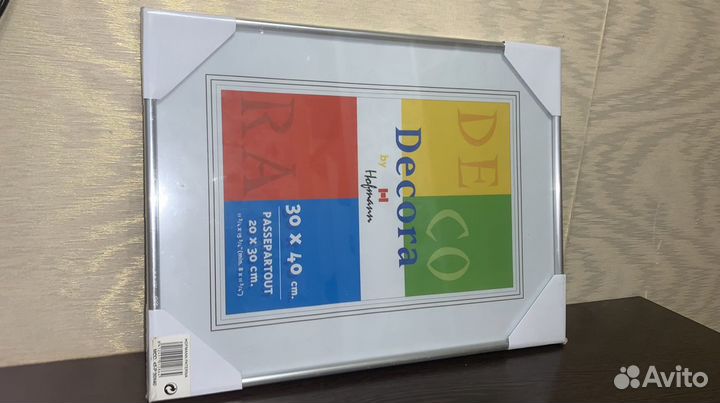 DE
CO
RA
Decora
by
Hofmann
30 x 40 cm.
PASSEPARTOUT
20 x 30 cm.
Avito